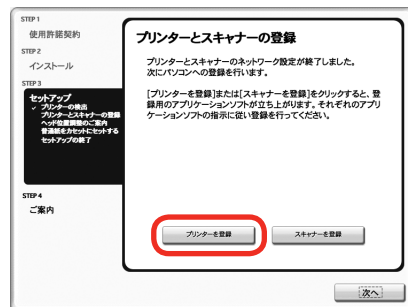 STEP 1
使用許諾契約
STEP 2
インストール
STEP 3
セットアップ
✓ プリンターの検出
プリンターとスキャナーの登録
ヘッド位置調整のご案内
普通紙をカセットにセットする
セットアップの終了
STEP 4
ご案内
プリンターとスキャナーの登録
プリンターとスキャナーのネットワーク設定が終了しました。
次にパソコンへの登録を行います。
[プリンターを登録]または[スキャナーを登録]をクリックすると、登
録用のアプリケーションソフトが立ち上がります。それぞれのアプリ
ケーションソフトの指示に従い登録を行ってください。
プリンターを登録
スキャナーを登録
次へ